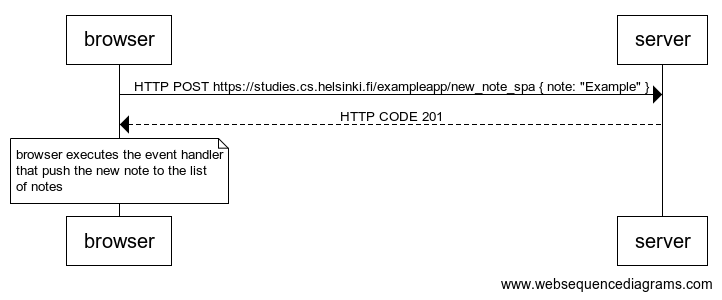 browser
server
HTTP POST https://studies.cs.helsinki.fi/exampleapp/new_note_spa { note: "Example" }
HTTP CODE 201
browser executes the event handler
that push the new note to the list
of notes
browser
server
www.websequencediagrams.com